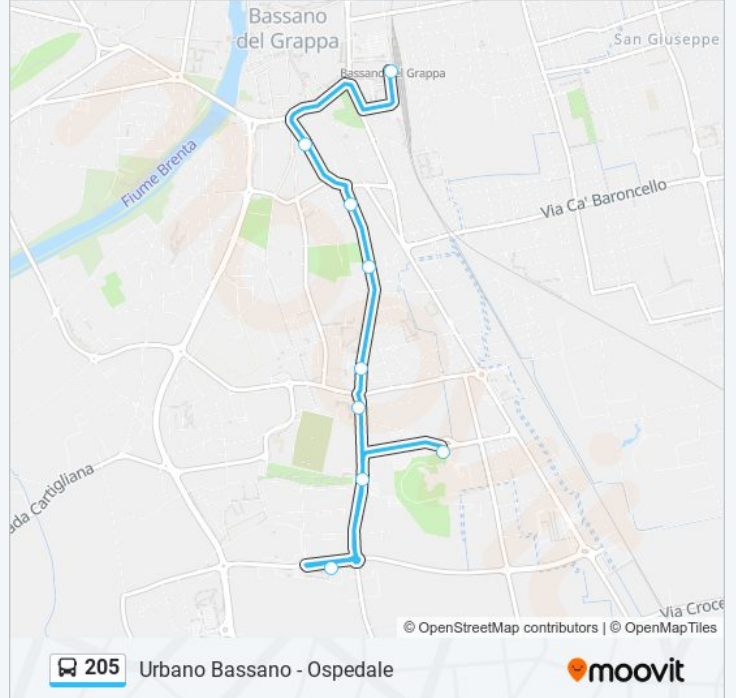 Bassano
del Grappa
San Giuseppe
Bassano del Grappa
Fiume Brenta
Via Ca' Baroncello
ada Cartigliana
Via Croce
© OpenStreetMap contributors | © OpenMapTiles
205 Urbano Bassano - Ospedale
moovit